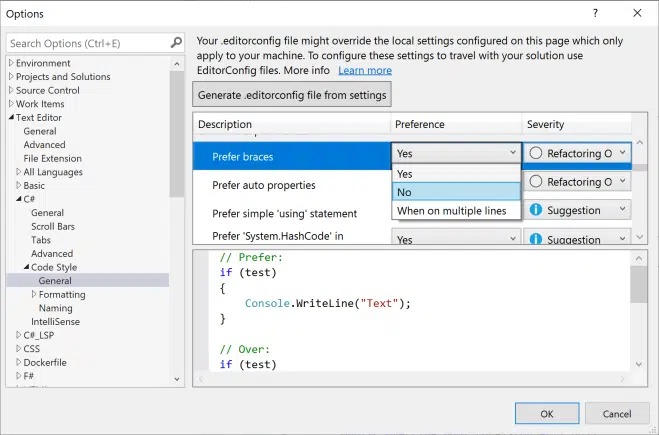 Options
?
Search Options (Ctrl+E)
Environment
Projects and Solutions
Source Control
Work Items
Text Editor
General
Advanced
File Extension
All Languages
Basic
C#
General
Scroll Bars
Tabs
Advanced
Code Style
General
Formatting
Naming
IntelliSense
C#_LSP
CSS
Dockerfile
F#
Your .editorconfig file might override the local settings configured on this page which only
apply to your machine. To configure these settings to travel with your solution use
EditorConfig files. More info Learn more
Generate .editorconfig file from settings
Description Preference Severity
Prefer braces Yes Refactoring O
Yes
No
When on multiple lines
Prefer auto properties Refactoring O
Prefer simple 'using' statement Suggestion
Prefer 'System.HashCode' in Yes Suggestion
// Prefer:
if (test)
{
Console.WriteLine("Text");
}
// Over:
if (test)
OK Cancel